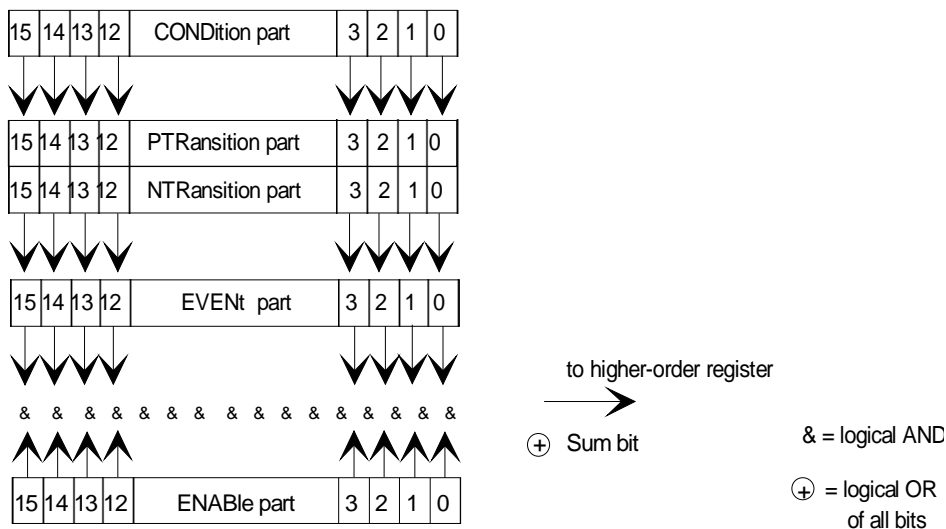 15 14 13 12 CONDition part 3 2 1 0
15 14 13 12 PTRansition part 3 2 1 0
15 14 13 12 NTRansition part 3 2 1 0
15 14 13 12 EVENt part 3 2 1 0
to higher-order register
& & & & & & & & & & & & & & & &
⊕ Sum bit
& = logical AND
15 14 13 12 ENABle part 3 2 1 0
⊕ = logical OR
of all bits